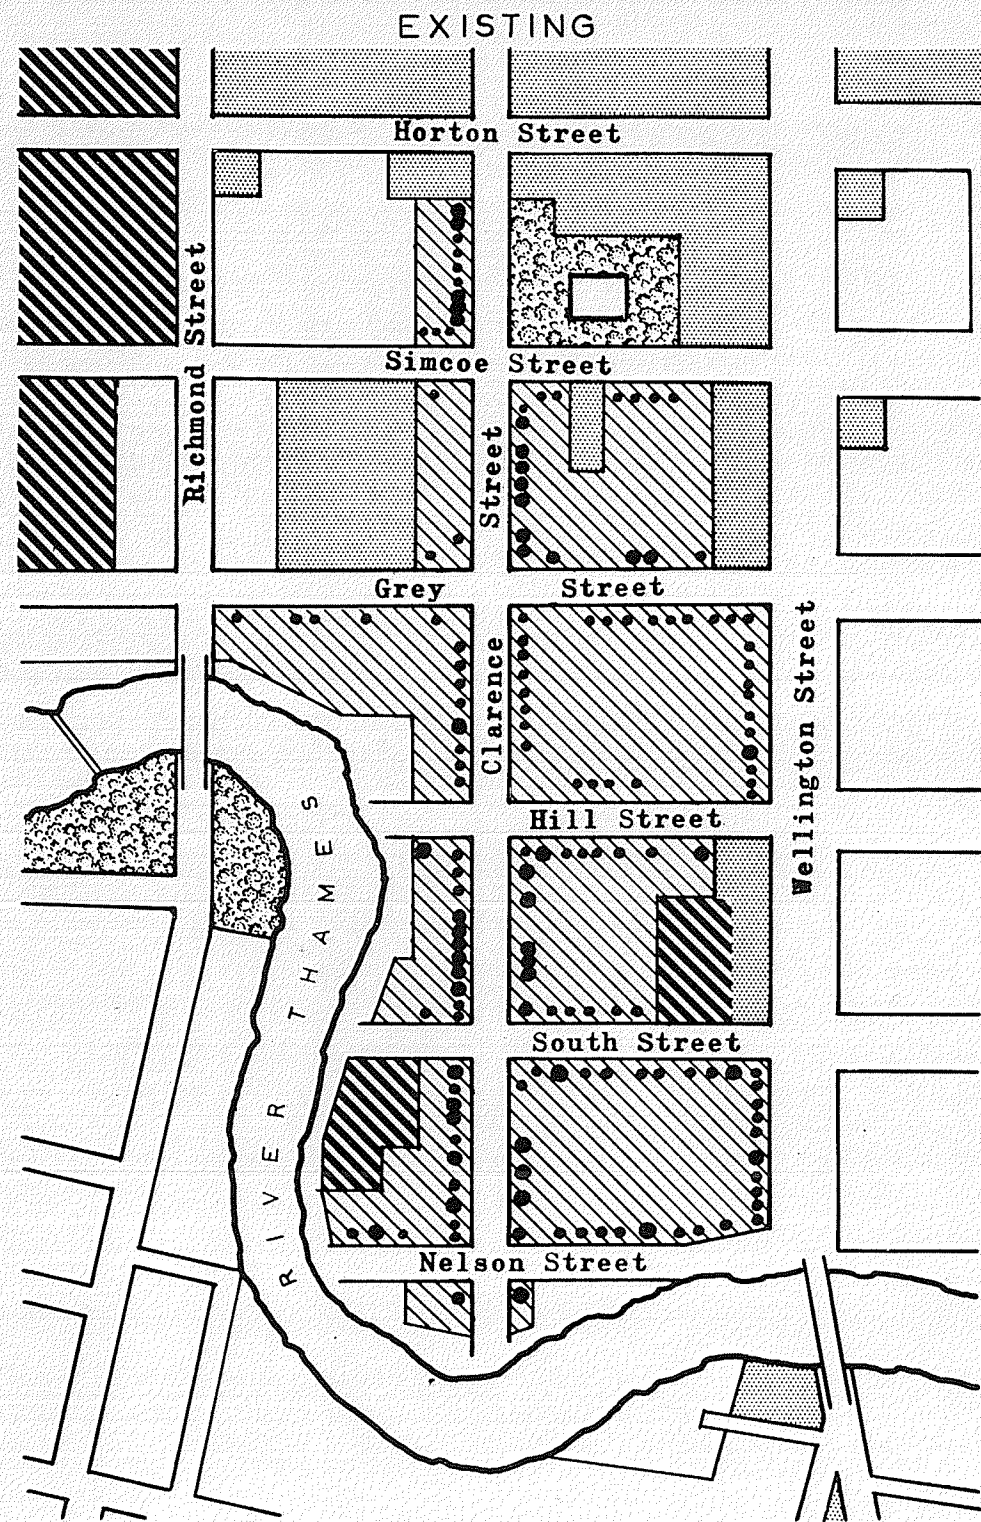 EXISTING
Horton Street
Richmond Street
Simcoe Street
Clarence Street
Grey Street
Wellington Street
Hill Street
RIVER THAMES
South Street
Nelson Street